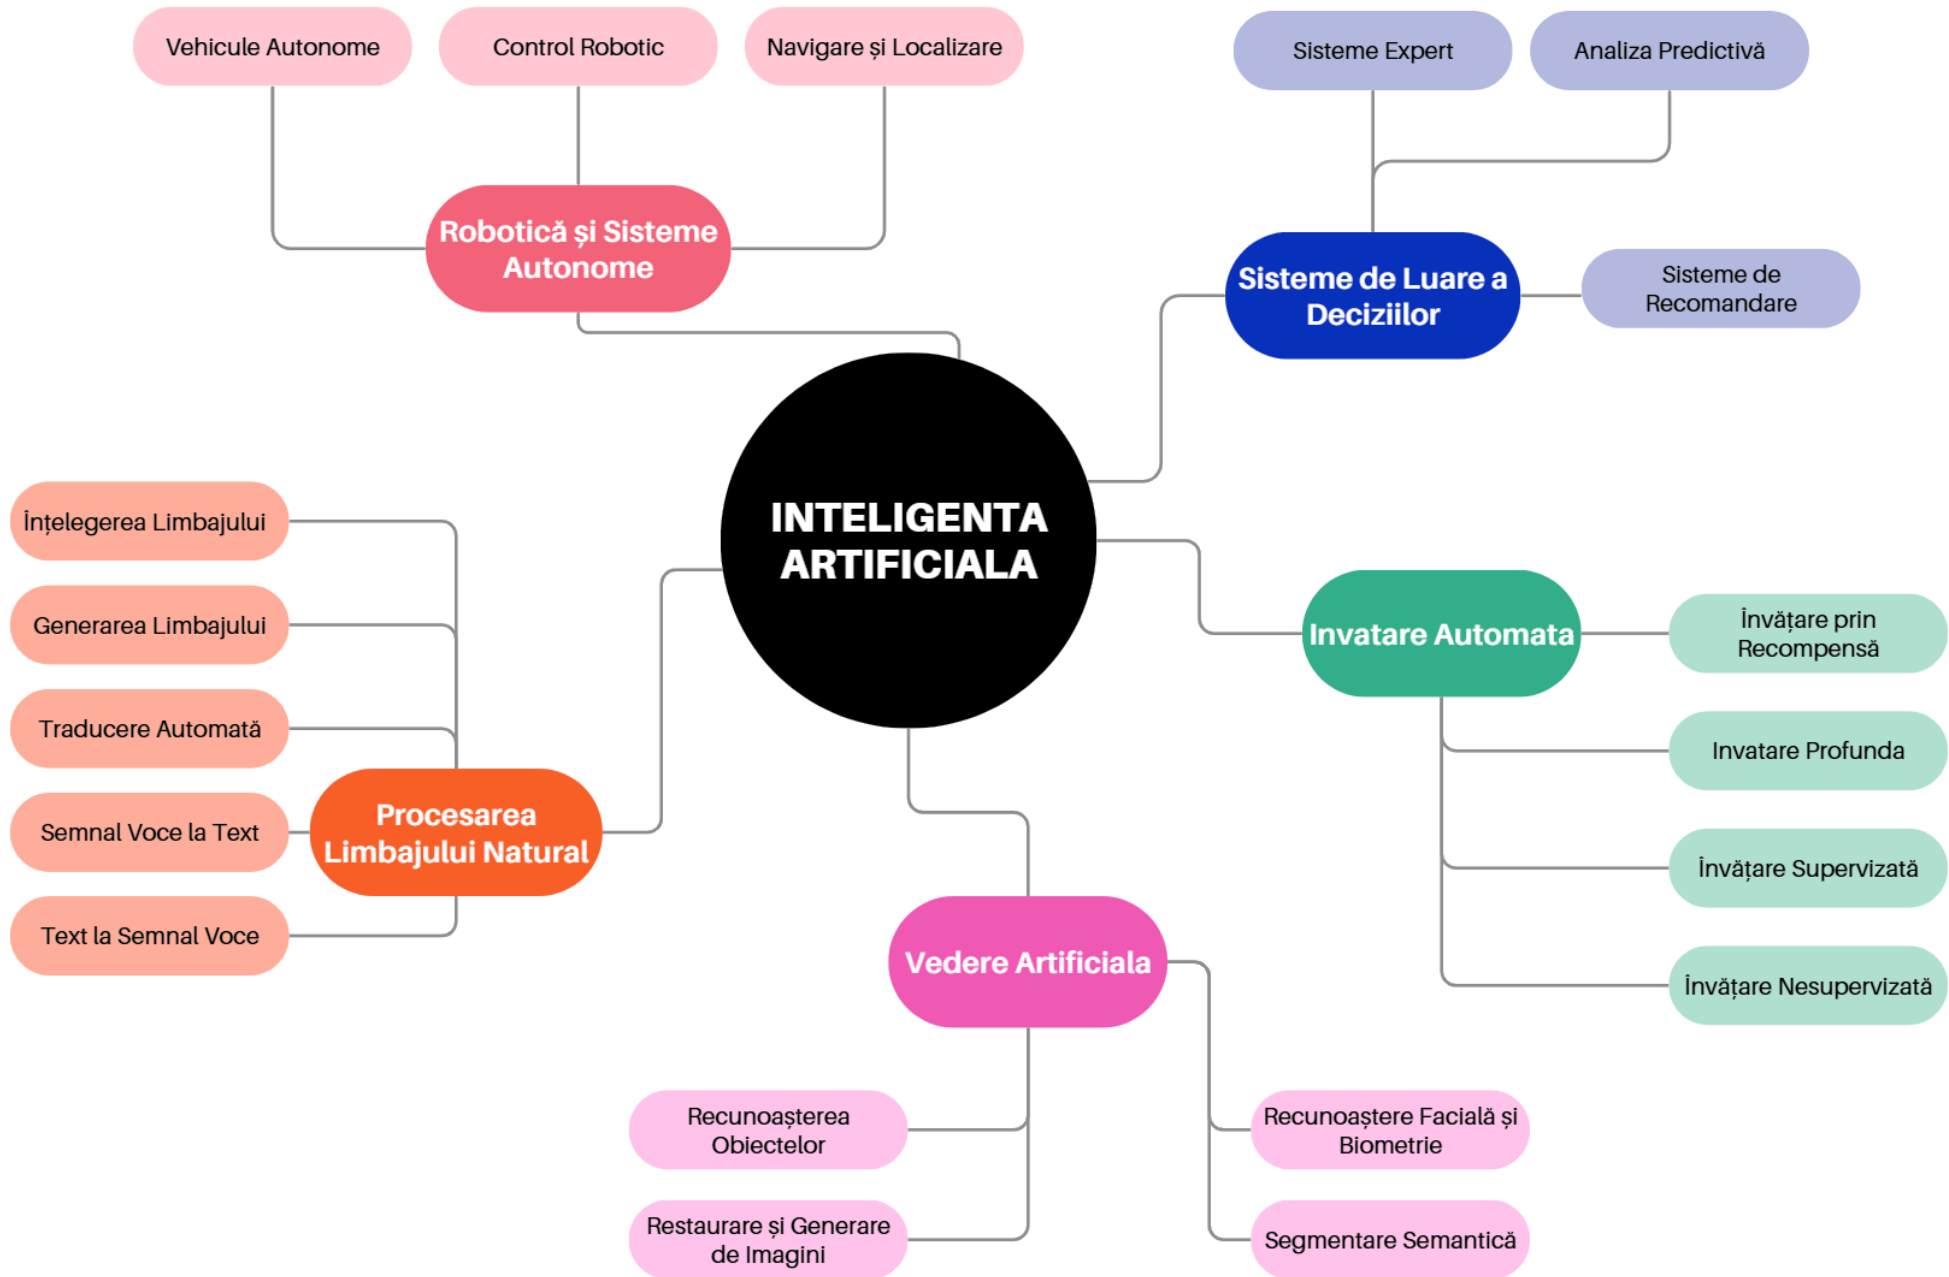 Vehicule Autonome
Control Robotic
Navigare și Localizare
Sisteme Expert
Analiza Predictivă
Robotică și Sisteme
Autonome
Sisteme de Luare a
Deciziilor
Sisteme de
Recomandare
INTELIGENTA
ARTIFICIALA
Înțelegerea Limbajului
Generarea Limbajului
Traducere Automată
Semnal Voce la Text
Text la Semnal Voce
Procesarea
Limbajului Natural
Invatare Automata
Învățare prin
Recompensă
Invatare Profunda
Învățare Supervizată
Învățare Nesupervizată
Vedere Artificiala
Recunoașterea
Obiectelor
Restaurare și Generare
de Imagini
Recunoaștere Facială și
Biometrie
Segmentare Semantică